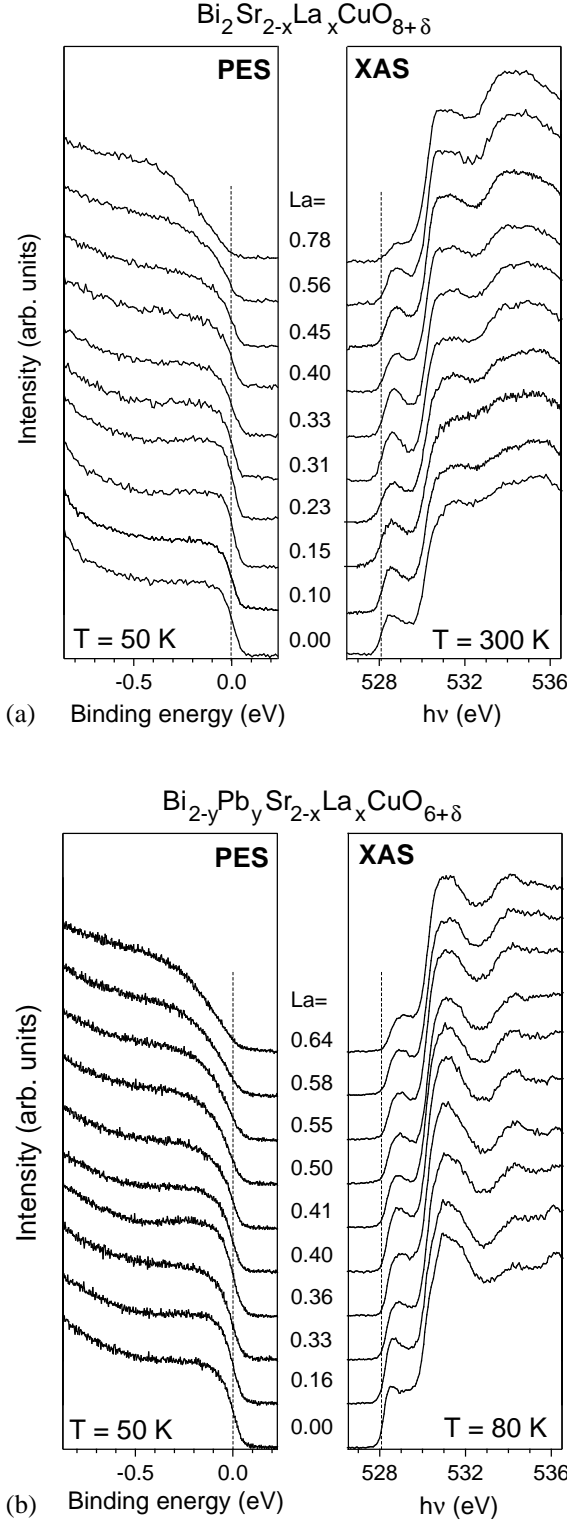 Bi2Sr2-xLaxCuO8+δ
PES
XAS
Intensity (arb. units)
La=
0.78
0.56
0.45
0.40
0.33
0.31
0.23
0.15
0.10
0.00
T = 50 K
T = 300 K
-0.5 0.0
528 532 536
(a) Binding energy (eV)
hν (eV)
Bi2-yPbySr2-xLaxCuO6+δ
PES
XAS
Intensity (arb. units)
La=
0.64
0.58
0.55
0.50
0.41
0.40
0.36
0.33
0.16
0.00
T = 50 K
T = 80 K
-0.5 0.0
528 532 536
(b) Binding energy (eV)
hν (eV)